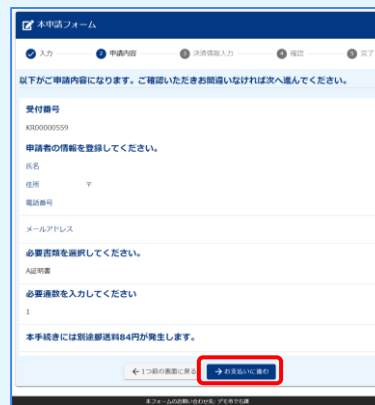 本申請フォーム
入力 2 申請内容 3 決済情報入力 4 確認 5 完了
以下がご申請内容になります。ご確認いただきお間違いなければ次へ進んでください。
受付番号
KR00000559
申請者の情報を登録してください。
氏名
住所 〒
電話番号
メールアドレス
必要書類を選択してください。
A証明書
必要通数を入力してください
1
本手続きには別途郵送料84円が発生します。
← 1つ前の画面に戻る → お支払いに進む
本フォームのお問い合わせ先: デモ市でも課